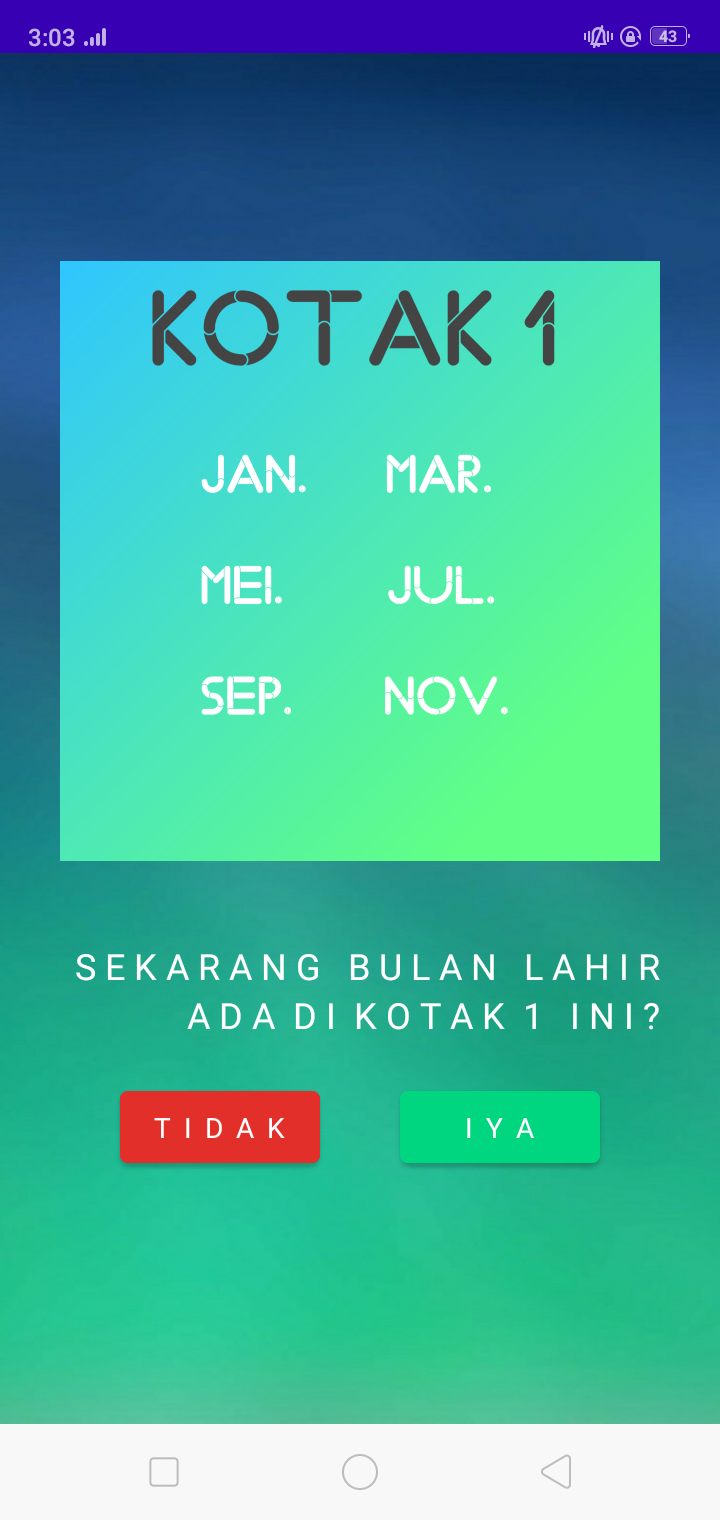 3:03 43
KOTAK 1
JAN. MAR.
MEI. JUL.
SEP. NOV.
SEKARANG BULAN LAHIR
ADA DI KOTAK 1 INI?
TIDAK IYA